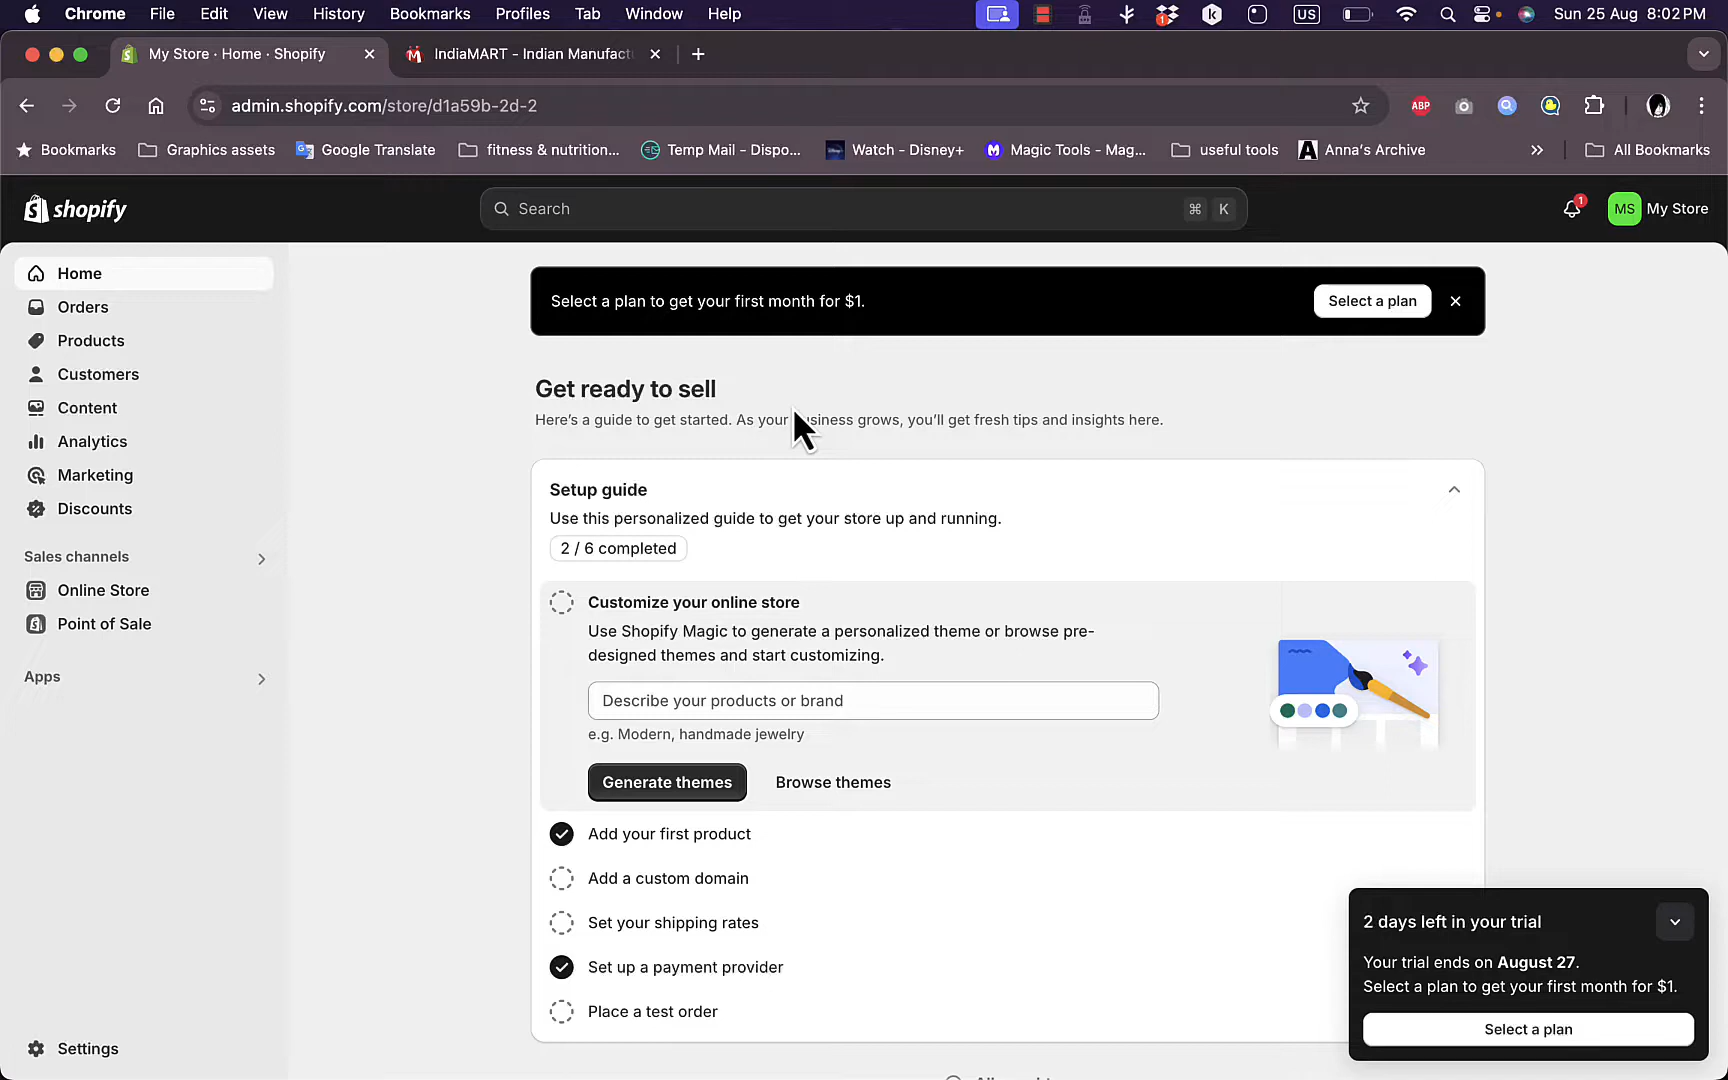 Chrome File Edit View History Bookmarks Profiles Tab Window Help US Sun 25 Aug 8:02 PM
My Store · Home · Shopify IndiaMART - Indian Manufact
admin.shopify.com/store/d1a59b-2d-2 ABP
Bookmarks Graphics assets Google Translate fitness & nutrition... Temp Mail - Dispo... Watch - Disney+ Magic Tools - Mag... useful tools Anna's Archive All Bookmarks
shopify Search ⌘ K 1 MS My Store
Home
Orders
Products
Customers
Content
Analytics
Marketing
Discounts
Sales channels
Online Store
Point of Sale
Apps
Settings
Select a plan to get your first month for $1. Select a plan
Get ready to sell
Here's a guide to get started. As your business grows, you'll get fresh tips and insights here.
Setup guide
Use this personalized guide to get your store up and running.
2 / 6 completed
Customize your online store
Use Shopify Magic to generate a personalized theme or browse pre-
designed themes and start customizing.
Describe your products or brand
e.g. Modern, handmade jewelry
Generate themes Browse themes
Add your first product
Add a custom domain
Set your shipping rates
Set up a payment provider
Place a test order
2 days left in your trial
Your trial ends on August 27.
Select a plan to get your first month for $1.
Select a plan